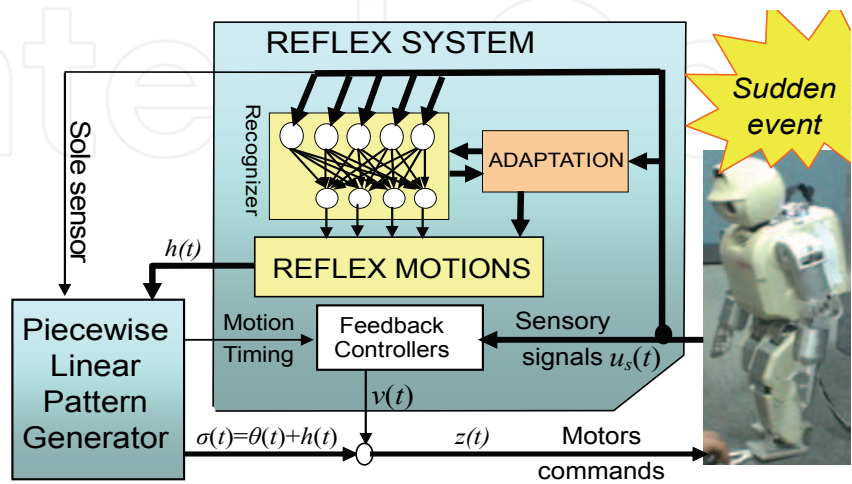 REFLEX SYSTEM
Sudden
event
Sole sensor
Recognizer
ADAPTATION
h(t)
REFLEX MOTIONS
Piecewise
Linear
Pattern
Generator
Motion
Timing
Feedback
Controllers
Sensory
signals u_s(t)
v(t)
σ(t)=θ(t)+h(t)
z(t)
Motors
commands